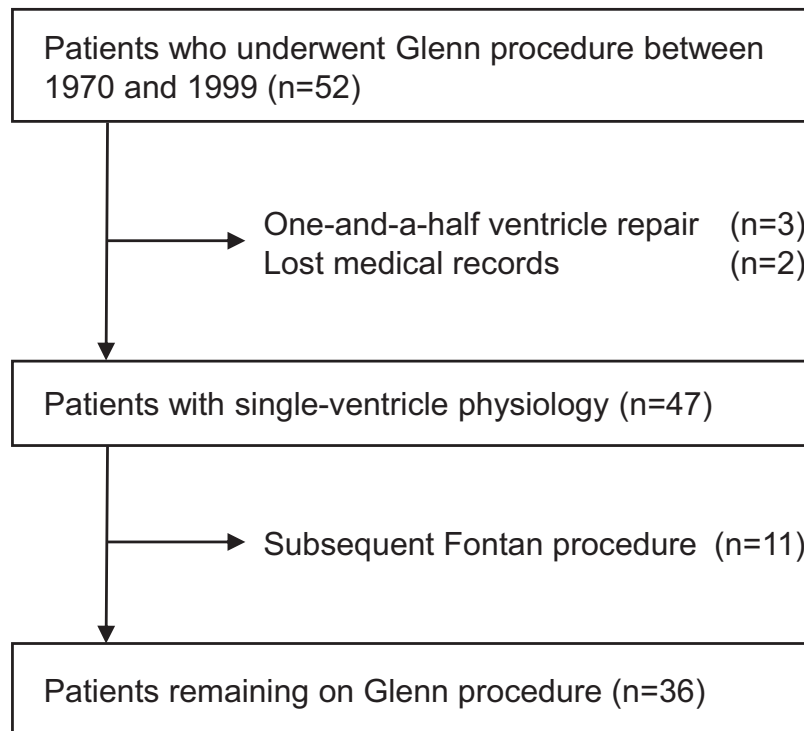 Patients who underwent Glenn procedure between
1970 and 1999 (n=52)
One-and-a-half ventricle repair (n=3)
Lost medical records (n=2)
Patients with single-ventricle physiology (n=47)
Subsequent Fontan procedure (n=11)
Patients remaining on Glenn procedure (n=36)